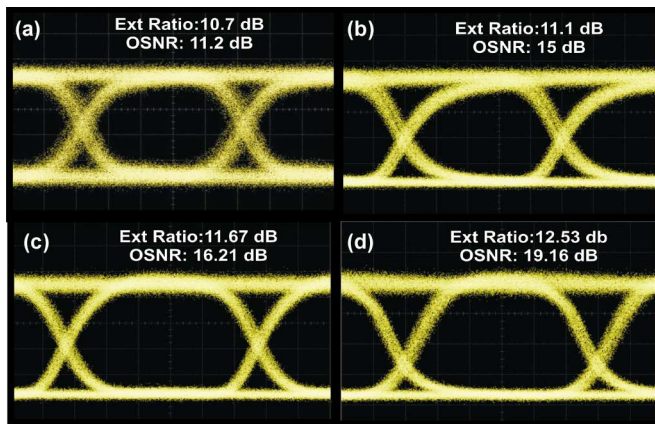 (a)
Ext Ratio:10.7 dB
OSNR: 11.2 dB
(b)
Ext Ratio:11.1 dB
OSNR: 15 dB
(c)
Ext Ratio:11.67 dB
OSNR: 16.21 dB
(d)
Ext Ratio:12.53 db
OSNR: 19.16 dB